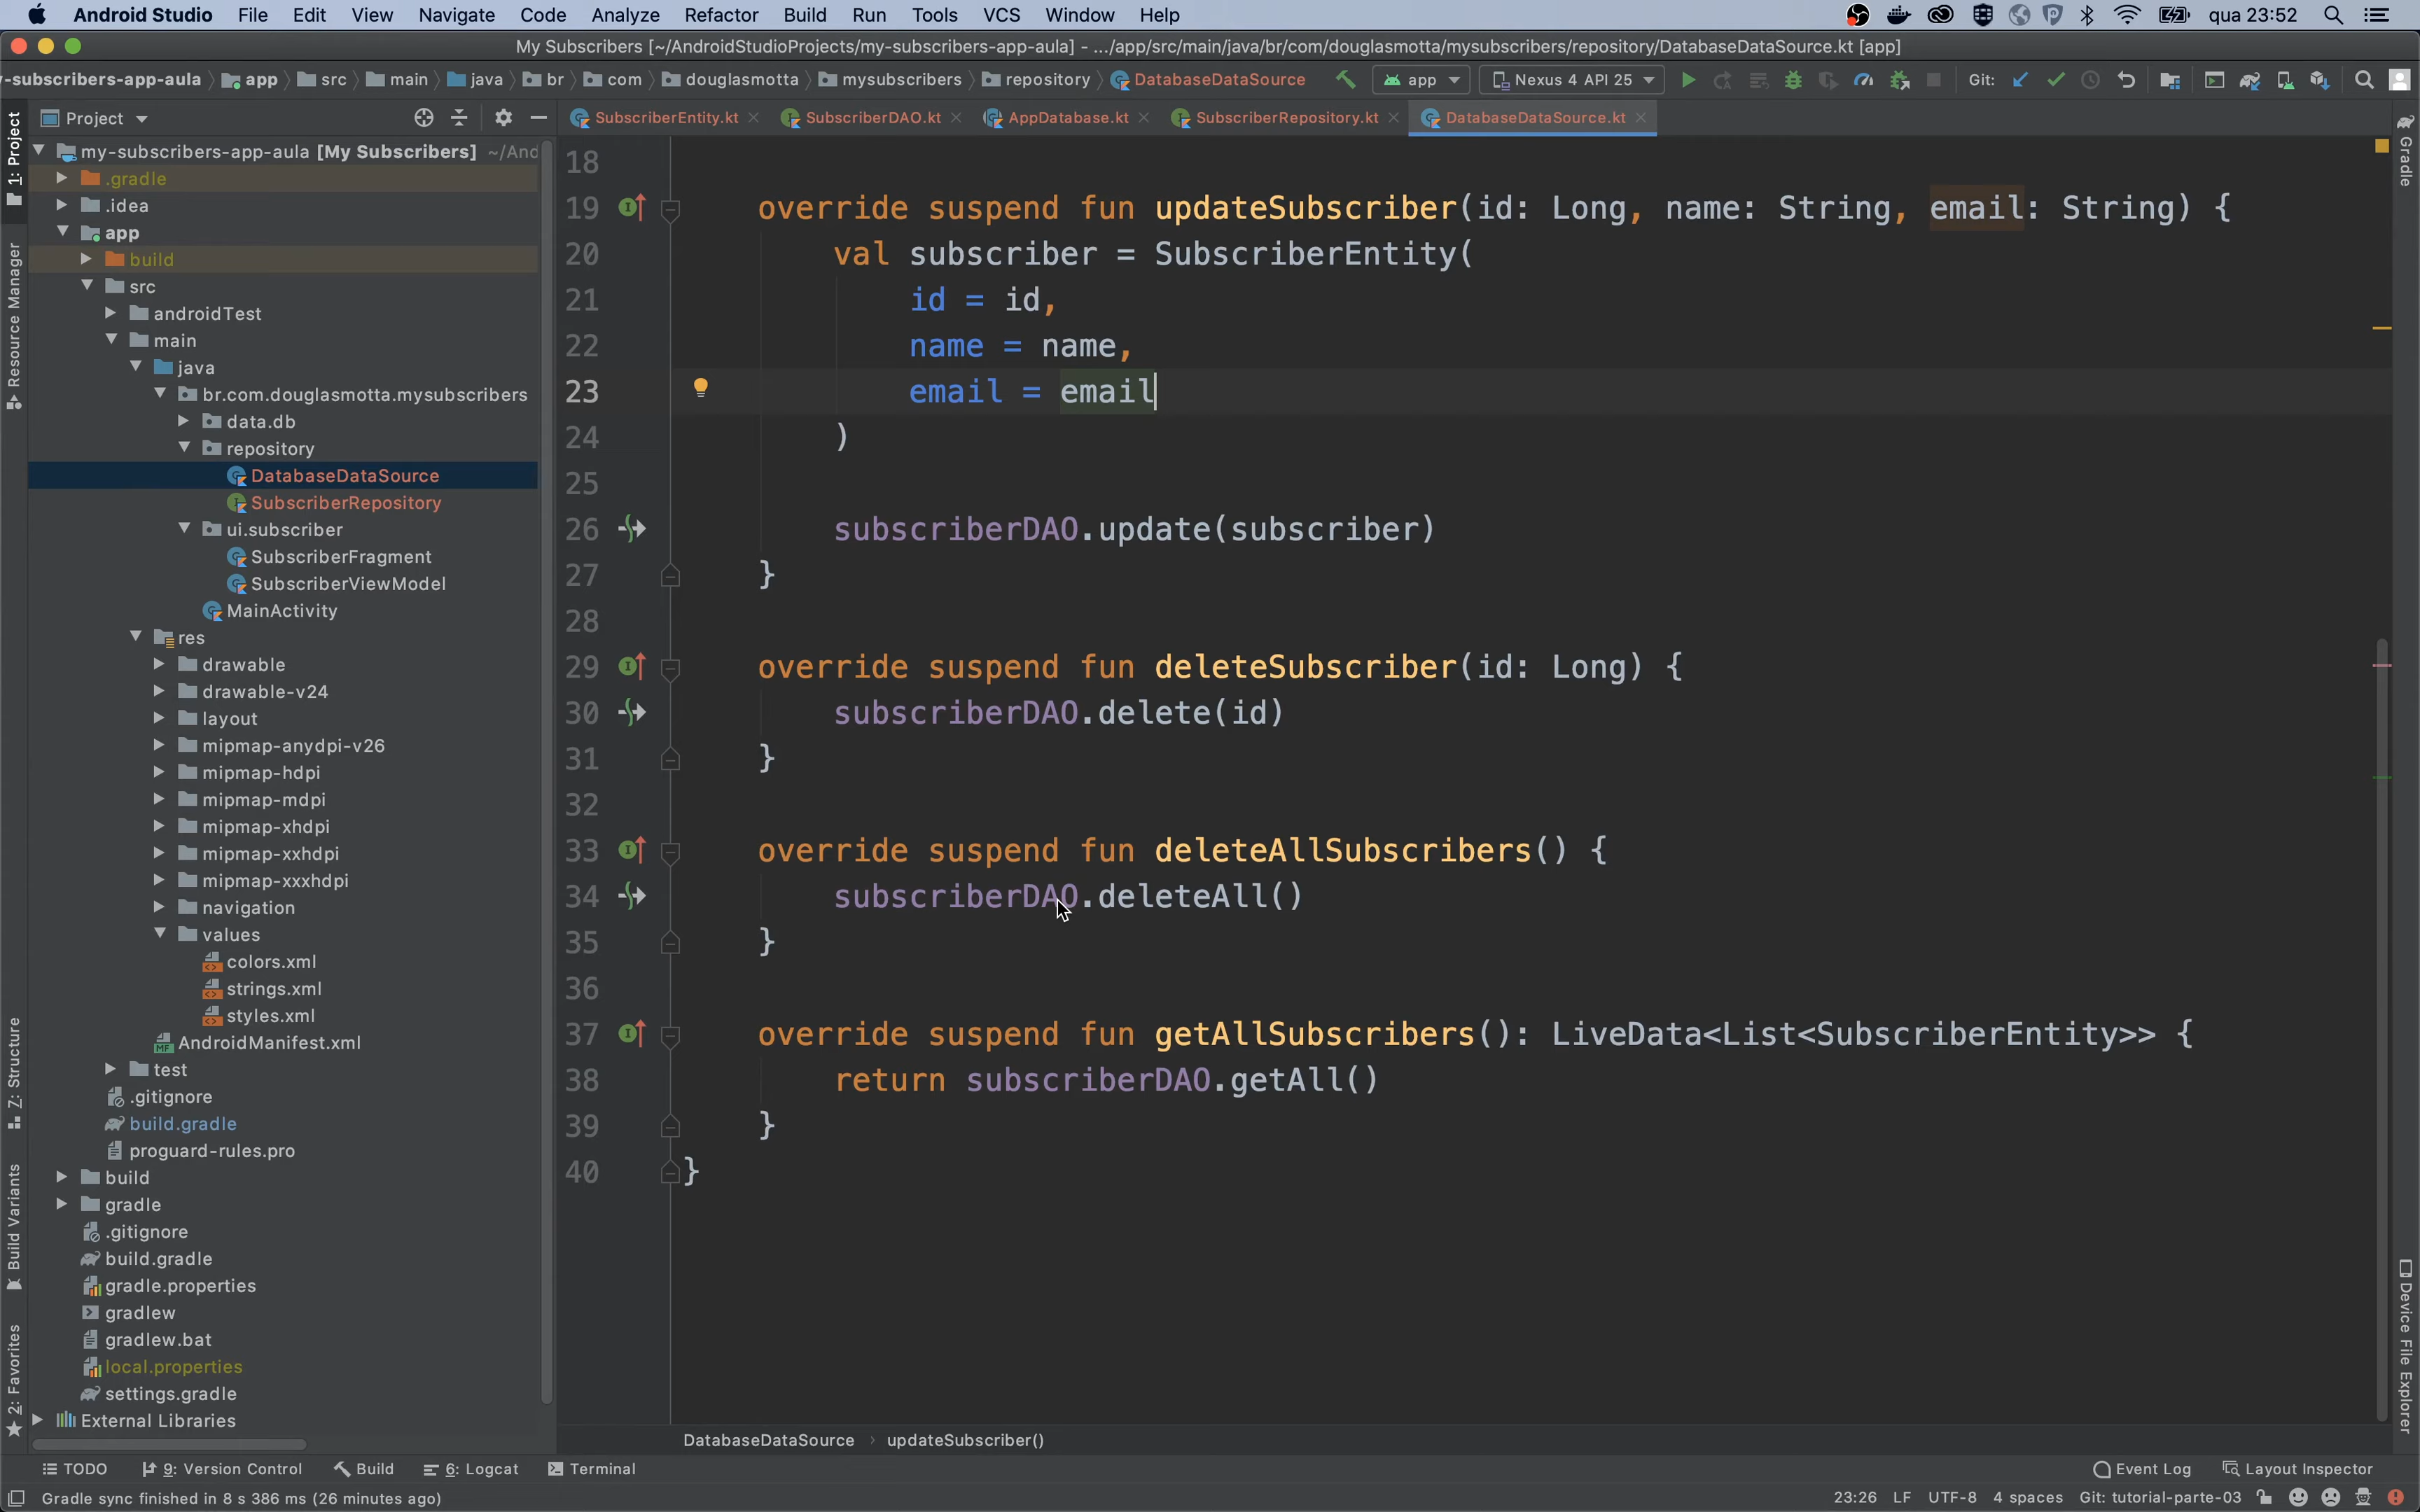 Android Studio File Edit View Navigate Code Analyze Refactor Build Run Tools VCS Window Help qua 23:52
My Subscribers [~/AndroidStudioProjects/my-subscribers-app-aula] - .../app/src/main/java/br/com/douglasmotta/mysubscribers/repository/DatabaseDataSource.kt [app]
-subscribers-app-aula app src main java br com douglasmotta mysubscribers repository DatabaseDataSource app Nexus 4 API 25 Git:
Project
SubscriberEntity.kt SubscriberDAO.kt AppDatabase.kt SubscriberRepository.kt DatabaseDataSource.kt
1: Project
Resource Manager
Z: Structure
Build Variants
2: Favorites
my-subscribers-app-aula [My Subscribers] ~/And
.gradle
.idea
app
build
src
androidTest
main
java
br.com.douglasmotta.mysubscribers
data.db
repository
DatabaseDataSource
SubscriberRepository
ui.subscriber
SubscriberFragment
SubscriberViewModel
MainActivity
res
drawable
drawable-v24
layout
mipmap-anydpi-v26
mipmap-hdpi
mipmap-mdpi
mipmap-xhdpi
mipmap-xxhdpi
mipmap-xxxhdpi
navigation
values
colors.xml
strings.xml
styles.xml
AndroidManifest.xml
test
.gitignore
build.gradle
proguard-rules.pro
build
gradle
.gitignore
build.gradle
gradle.properties
gradlew
gradlew.bat
local.properties
settings.gradle
External Libraries
18
19 override suspend fun updateSubscriber(id: Long, name: String, email: String) {
20 val subscriber = SubscriberEntity(
21 id = id,
22 name = name,
23 email = email
24 )
25
26 subscriberDAO.update(subscriber)
27 }
28
29 override suspend fun deleteSubscriber(id: Long) {
30 subscriberDAO.delete(id)
31 }
32
33 override suspend fun deleteAllSubscribers() {
34 subscriberDAO.deleteAll()
35 }
36
37 override suspend fun getAllSubscribers(): LiveData<List<SubscriberEntity>> {
38 return subscriberDAO.getAll()
39 }
40 }
Gradle
Device File Explorer
DatabaseDataSource updateSubscriber()
TODO 9: Version Control Build 6: Logcat Terminal Event Log Layout Inspector
Gradle sync finished in 8 s 386 ms (26 minutes ago) 23:26 LF UTF-8 4 spaces Git: tutorial-parte-03